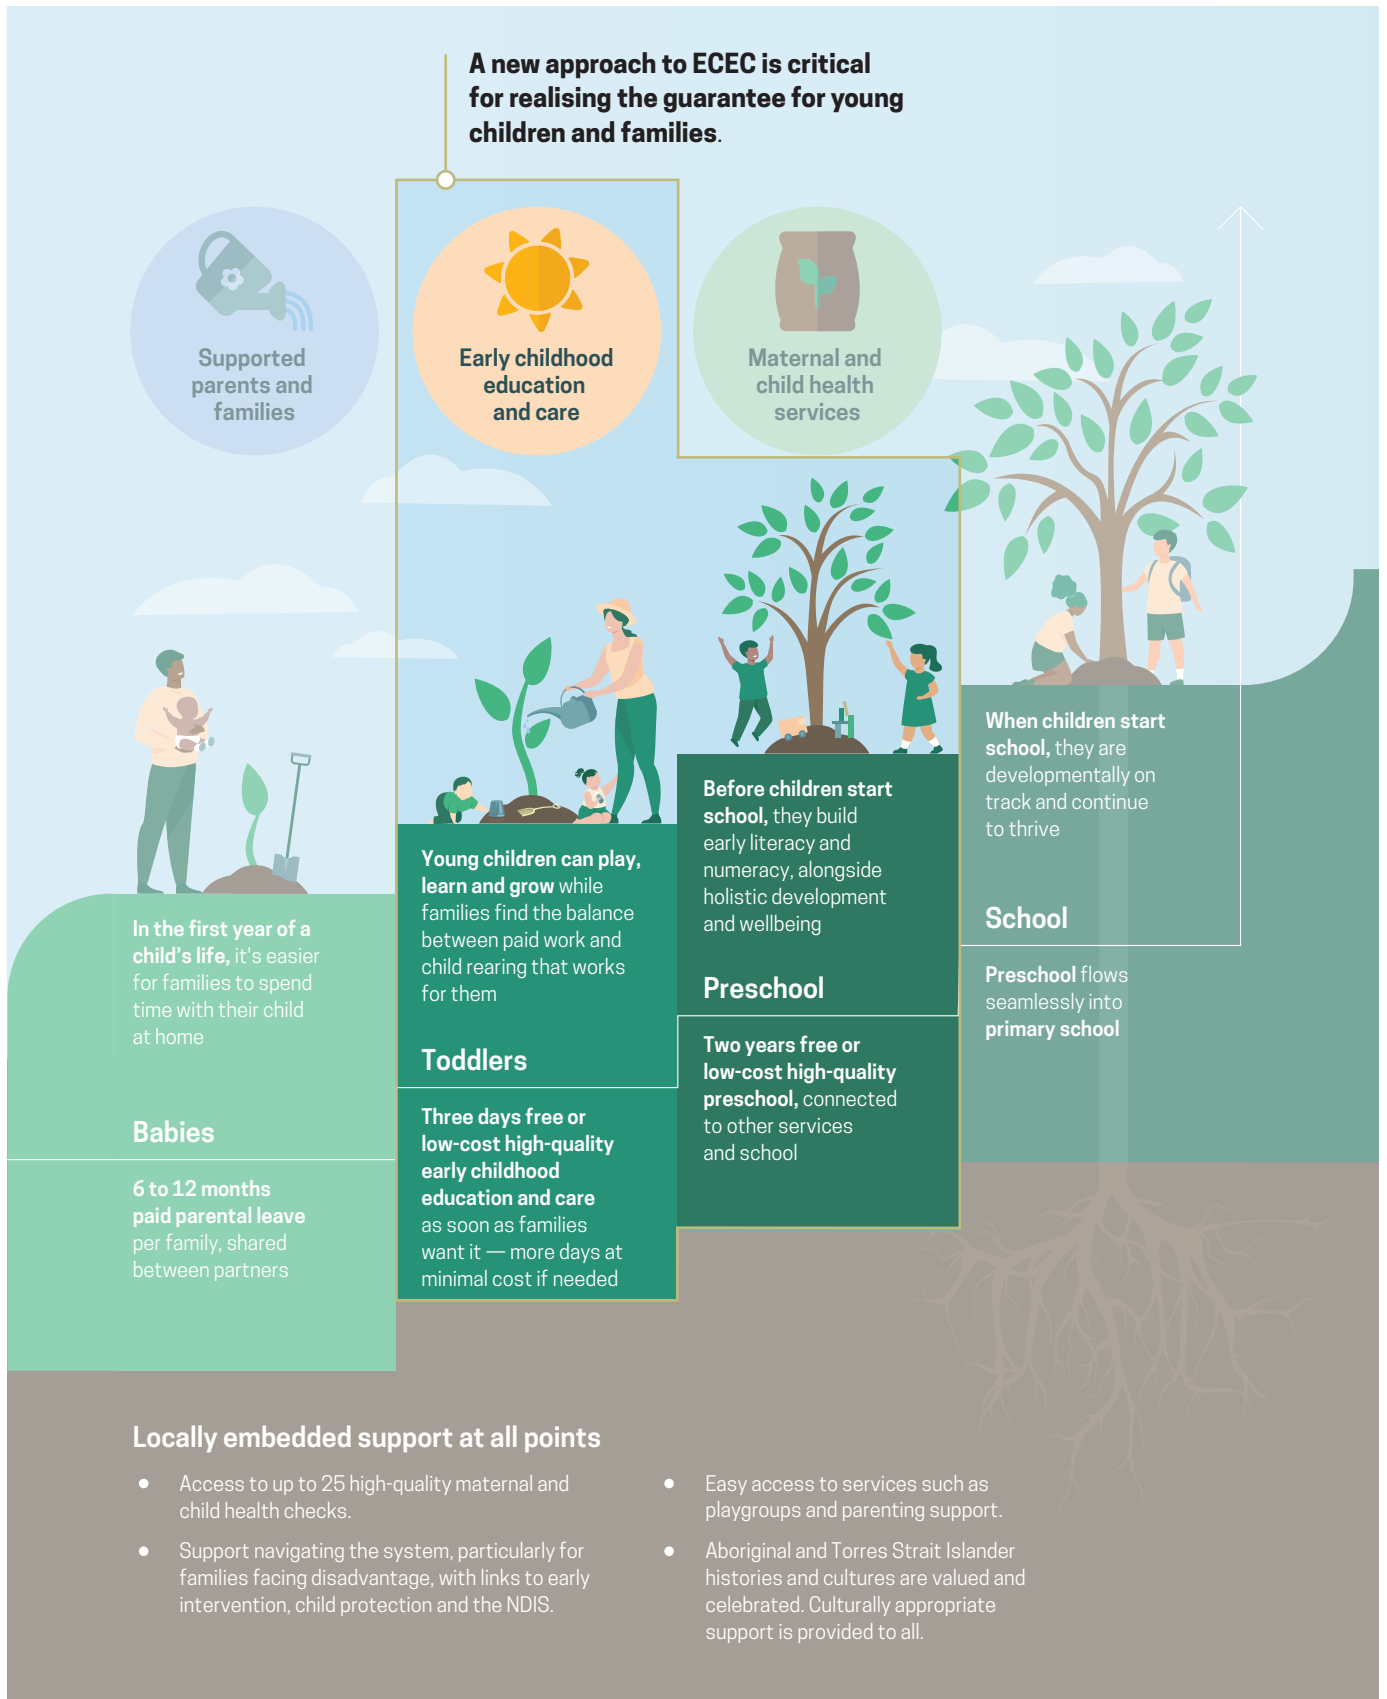 A new approach to ECEC is critical
for realising the guarantee for young
children and families.
Supported
parents and
families
Early childhood
education
and care
Maternal and
child health
services
In the first year of a
child's life, it's easier
for families to spend
time with their child
at home
Babies
6 to 12 months
paid parental leave
per family, shared
between partners
Young children can play,
learn and grow while
families find the balance
between paid work and
child rearing that works
for them
Toddlers
Three days free or
low-cost high-quality
early childhood
education and care
as soon as families
want it — more days at
minimal cost if needed
Before children start
school, they build
early literacy and
numeracy, alongside
holistic development
and wellbeing
Preschool
Two years free or
low-cost high-quality
preschool, connected
to other services
and school
When children start
school, they are
developmentally on
track and continue
to thrive
School
Preschool flows
seamlessly into
primary school
Locally embedded support at all points
● Access to up to 25 high-quality maternal and
child health checks.
● Support navigating the system, particularly for
families facing disadvantage, with links to early
intervention, child protection and the NDIS.
● Easy access to services such as
playgroups and parenting support.
● Aboriginal and Torres Strait Islander
histories and cultures are valued and
celebrated. Culturally appropriate
support is provided to all.